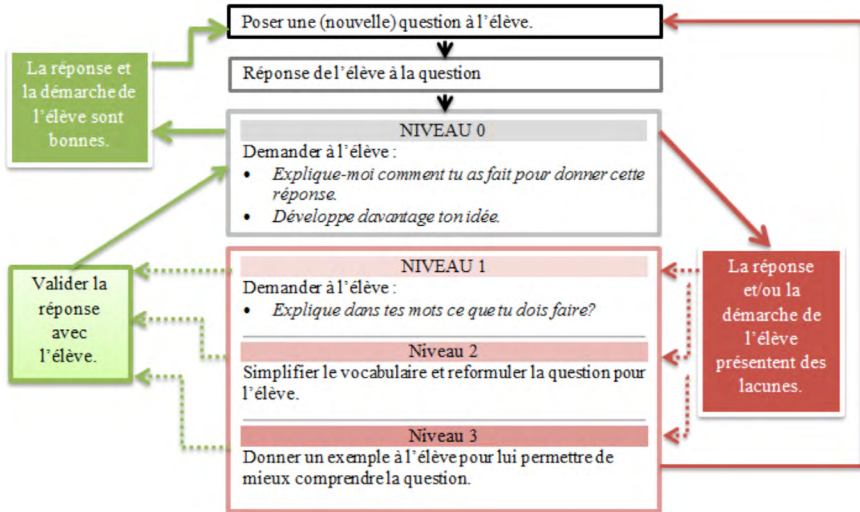 Poser une (nouvelle) question à l'élève.
Réponse de l'élève à la question
La réponse et
la démarche de
l'élève sont
bonnes.
NIVEAU 0
Demander à l'élève :
• Explique-moi comment tu as fait pour donner cette
réponse.
• Développe davantage ton idée.
Valider la
réponse
avec
l'élève.
NIVEAU 1
Demander à l'élève :
• Explique dans tes mots ce que tu dois faire?
Niveau 2
Simplifier le vocabulaire et reformuler la question pour
l'élève.
Niveau 3
Donner un exemple à l'élève pour lui permettre de
mieux comprendre la question.
La réponse
et/ou la
démarche de
l'élève
présentent des
lacunes.